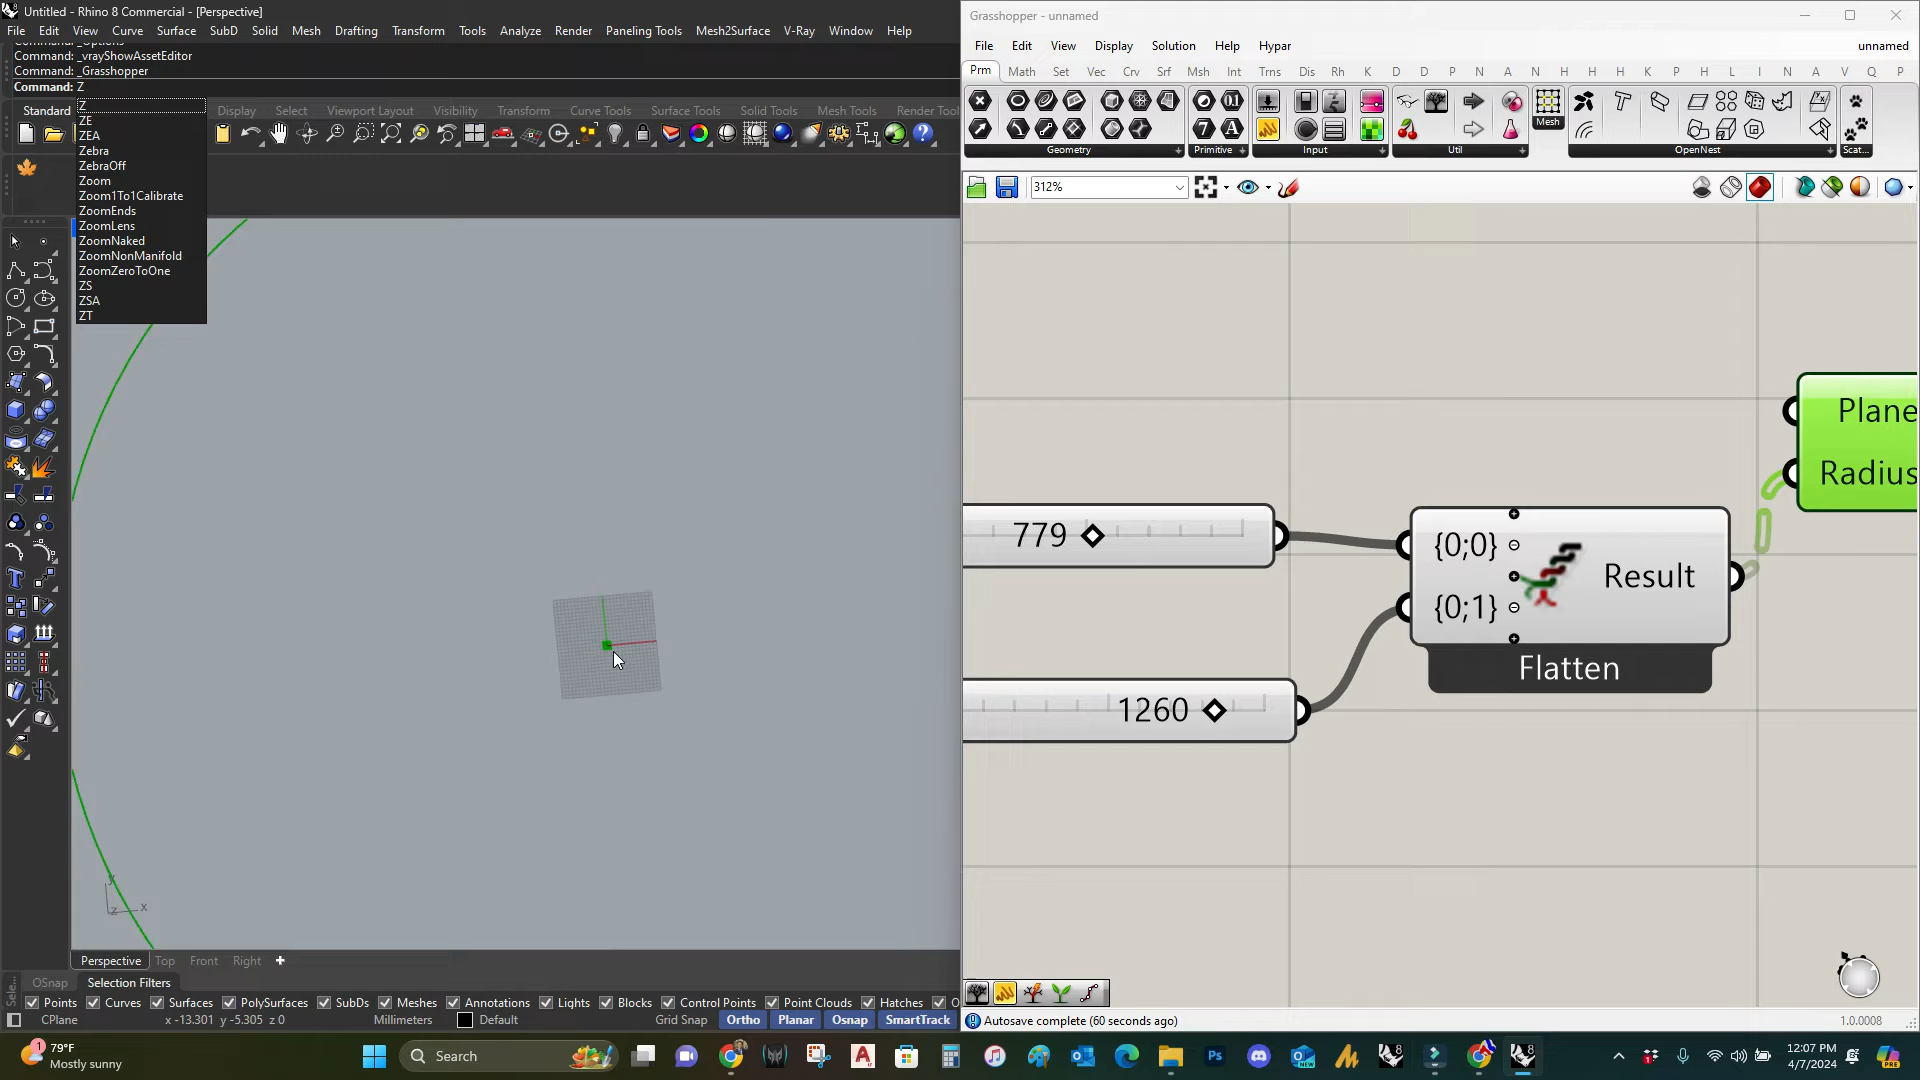 Untitled - Rhino 8 Commercial - [Perspective]
File Edit View Curve Surface SubD Solid Mesh Drafting Transform Tools Analyze Render Paneling Tools Mesh2Surface V-Ray Window Help
Command: _Options
Command: _vrayShowAssetEditor
Command: _Grasshopper
Command: Z
Z
ZE
ZEA
Zebra
ZebraOff
Zoom
Zoom1To1Calibrate
ZoomEnds
ZoomLens
ZoomNaked
ZoomNonManifold
ZoomZeroToOne
ZS
ZSA
ZT
Standard Display Select Viewport Layout Visibility Transform Curve Tools Surface Tools Solid Tools Mesh Tools Render Tool
y
z x
Perspective Top Front Right
OSnap Selection Filters
Sele...
Points Curves Surfaces PolySurfaces SubDs Meshes Annotations Lights Blocks Control Points Point Clouds Hatches O
CPlane x -13.301 y -5.305 z 0 Millimeters Default Grid Snap Ortho Planar Osnap SmartTrack
Grasshopper - unnamed
File Edit View Display Solution Help Hypar unnamed
Prm Math Set Vec Crv Srf Msh Int Trns Dis Rh K D D P N A N H H H H H K A P H L I N A V Q P
Mesh
Geometry Primitive Input Util OpenNest Scat...
312%
Plane
Radius
779
{0;0}
Result
{0;1}
Flatten
1260
Autosave complete (60 seconds ago) 1.0.0008
79°F
Mostly sunny
Search
12:07 PM
4/7/2024